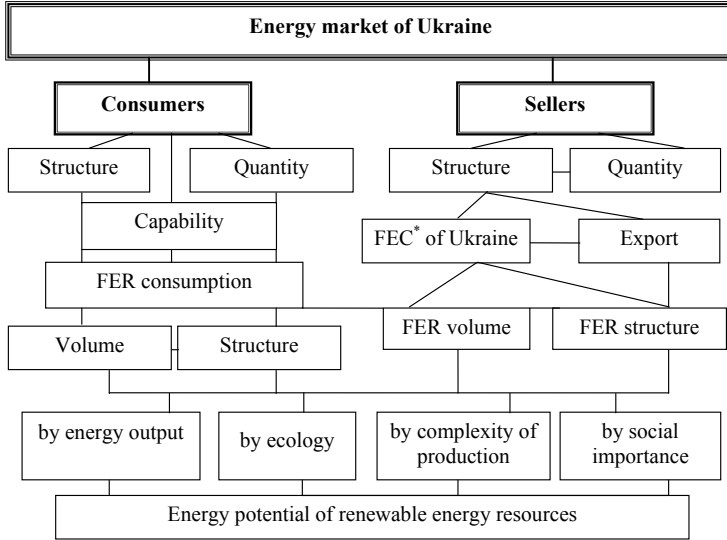 Energy market of Ukraine
Consumers
Sellers
Structure
Quantity
Structure
Quantity
Capability
FEC* of Ukraine
Export
FER consumption
FER volume
FER structure
Volume
Structure
by energy output
by ecology
by complexity of
production
by social
importance
Energy potential of renewable energy resources